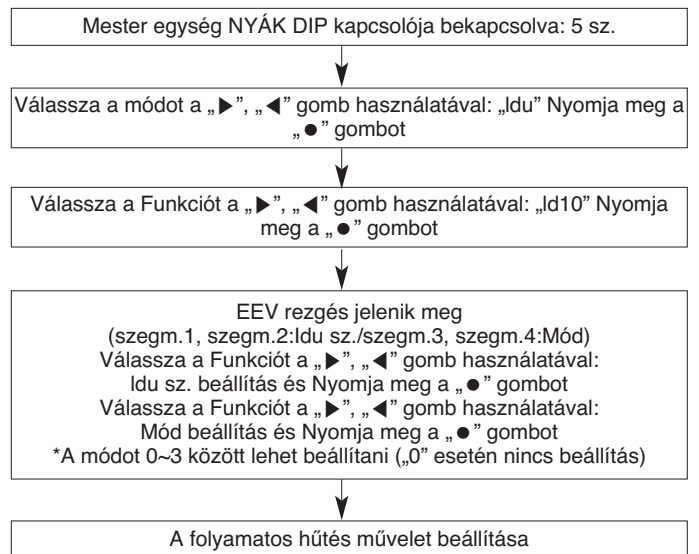 Mester egység NYÁK DIP kapcsolója bekapcsolva: 5 sz.
Válassza a módot a „▶”, „◀” gomb használatával: „Idu” Nyomja meg a
„●” gombot
Válassza a Funkciót a „▶”, „◀” gomb használatával: „Id10” Nyomja
meg a „●” gombot
EEV rezgés jelenik meg
(szegm.1, szegm.2:Idu sz./szegm.3, szegm.4:Mód)
Válassza a Funkciót a „▶”, „◀” gomb használatával:
Idu sz. beállítás és Nyomja meg a „●” gombot
Válassza a Funkciót a „▶”, „◀” gomb használatával:
Mód beállítás és Nyomja meg a „●” gombot
*A módot 0~3 között lehet beállítani („0” esetén nincs beállítás)
A folyamatos hűtés művelet beállítása